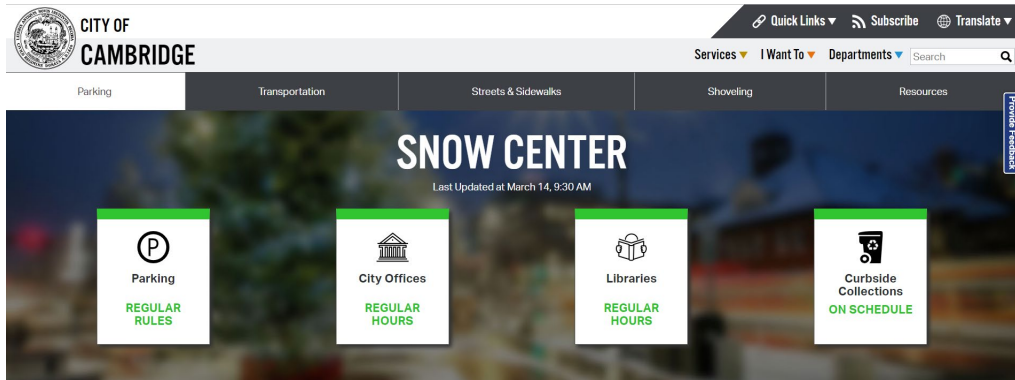 Quick Links
Subscribe
Translate
CITY OF
CAMBRIDGE
Services
I Want To
Departments
Search
Parking
Transportation
Streets & Sidewalks
Shoveling
Resources
Provide Feedback
SNOW CENTER
Last Updated at March 14, 9:30 AM
P
Parking
REGULAR
RULES
City Offices
REGULAR
HOURS
Libraries
REGULAR
HOURS
Curbside
Collections
ON SCHEDULE